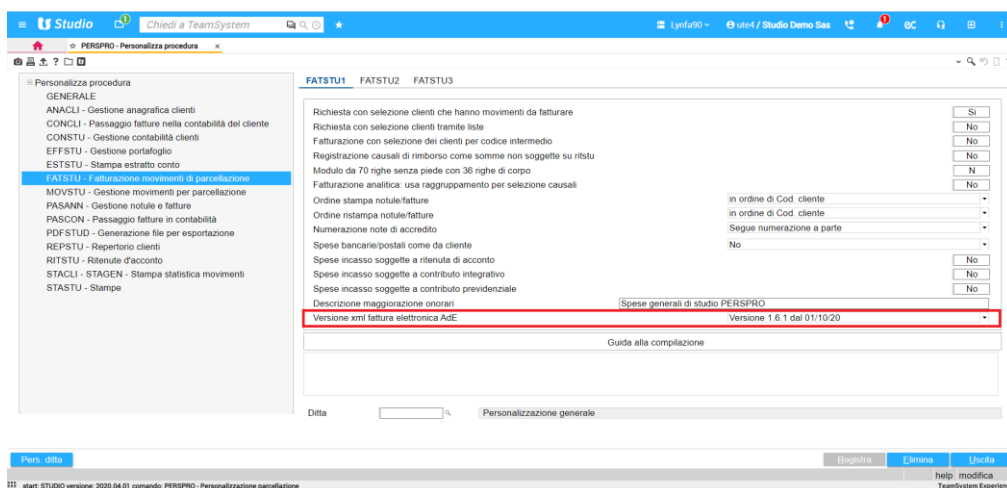 Studio 1 Chiedi a TeamSystem Lynfa90 ute4 / Studio Demo Sas 1 ec
PERSPRO - Personalizza procedura x
Personalizza procedura
GENERALE
ANACLI - Gestione anagrafica clienti
CONCLI - Passaggio fatture nella contabilità del cliente
CONSTU - Gestione contabilità clienti
EFFSTU - Gestione portafoglio
ESTSTU - Stampa estratto conto
FATSTU - Fatturazione movimenti di parcellazione
MOVSTU - Gestione movimenti per parcellazione
PASANN - Gestione notule e fatture
PASCON - Passaggio fatture in contabilità
PDFSTUD - Generazione file per esportazione
REPSTU - Repertorio clienti
RITSTU - Ritenute d'acconto
STACLI - STAGEN - Stampa statistica movimenti
STASTU - Stampe
FATSTU1 FATSTU2 FATSTU3
Richiesta con selezione clienti che hanno movimenti da fatturare Si
Richiesta con selezione clienti tramite liste No
Fatturazione con selezione dei clienti per codice intermedio No
Registrazione causali di rimborso come somme non soggette su ritstu No
Modulo da 70 righe senza piede con 36 righe di corpo N
Fatturazione analitica: usa raggruppamento per selezione causali No
Ordine stampa notule/fatture in ordine di Cod. cliente
Ordine ristampa notule/fatture in ordine di Cod. cliente
Numerazione note di accredito Segue numerazione a parte
Spese bancarie/postali come da cliente No
Spese incasso soggette a ritenuta di acconto No
Spese incasso soggette a contributo integrativo No
Spese incasso soggette a contributo previdenziale No
Descrizione maggiorazione onorari Spese generali di studio PERSPRO
Versione xml fattura elettronica AdE Versione 1.6.1 dal 01/10/20
Guida alla compilazione
Ditta Personalizzazione generale
Pers. ditta Registra Elimina Uscita
help modifica
start: STUDIO versione: 2020.04.01 comando: PERSPRO - Personalizzazione parcellazione TeamSystem Experien